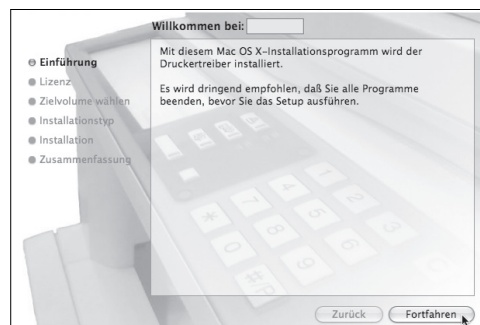 Willkommen bei:
Einführung
Lizenz
Zielvolume wählen
Installationstyp
Installation
Zusammenfassung
Mit diesem Mac OS X-Installationsprogramm wird der
Druckertreiber installiert.
Es wird dringend empfohlen, daß Sie alle Programme
beenden, bevor Sie das Setup ausführen.
Zurück
Fortfahren